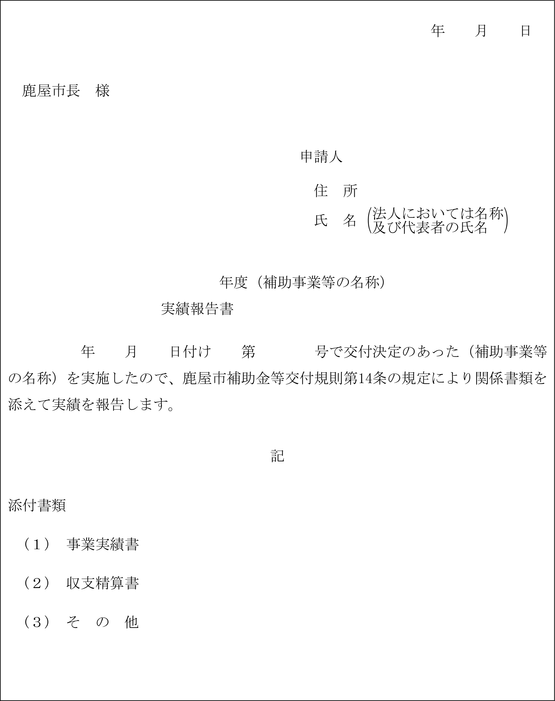 年　　月　　日
鹿屋市長　様
申請人
住　所
氏　名（法人においては名称
及び代表者の氏名）
年度（補助事業等の名称）
実績報告書
年　　月　　日付け　　第　　　　号で交付決定のあった（補助事業等
の名称）を実施したので、鹿屋市補助金等交付規則第14条の規定により関係書類を
添えて実績を報告します。
記
添付書類
（１）　事業実績書
（２）　収支精算書
（３）　そ　の　他